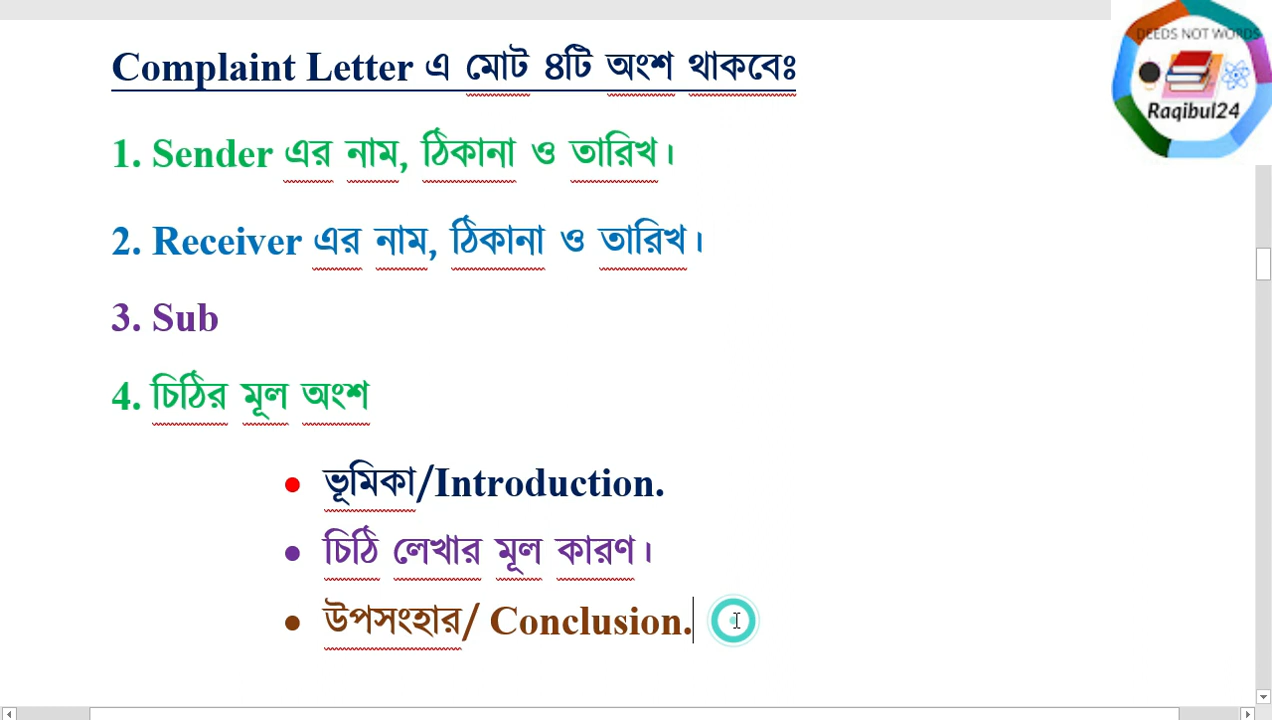 DEEDS NOT WORDS
Raqibul24
Complaint Letter এ মোট ৪টি অংশ থাকবেঃ
1. Sender এর নাম, ঠিকানা ও তারিখ।
2. Receiver এর নাম, ঠিকানা ও তারিখ।
3. Sub
4. চিঠির মূল অংশ
• ভূমিকা/Introduction.
• চিঠি লেখার মূল কারণ।
• উপসংহার/ Conclusion.